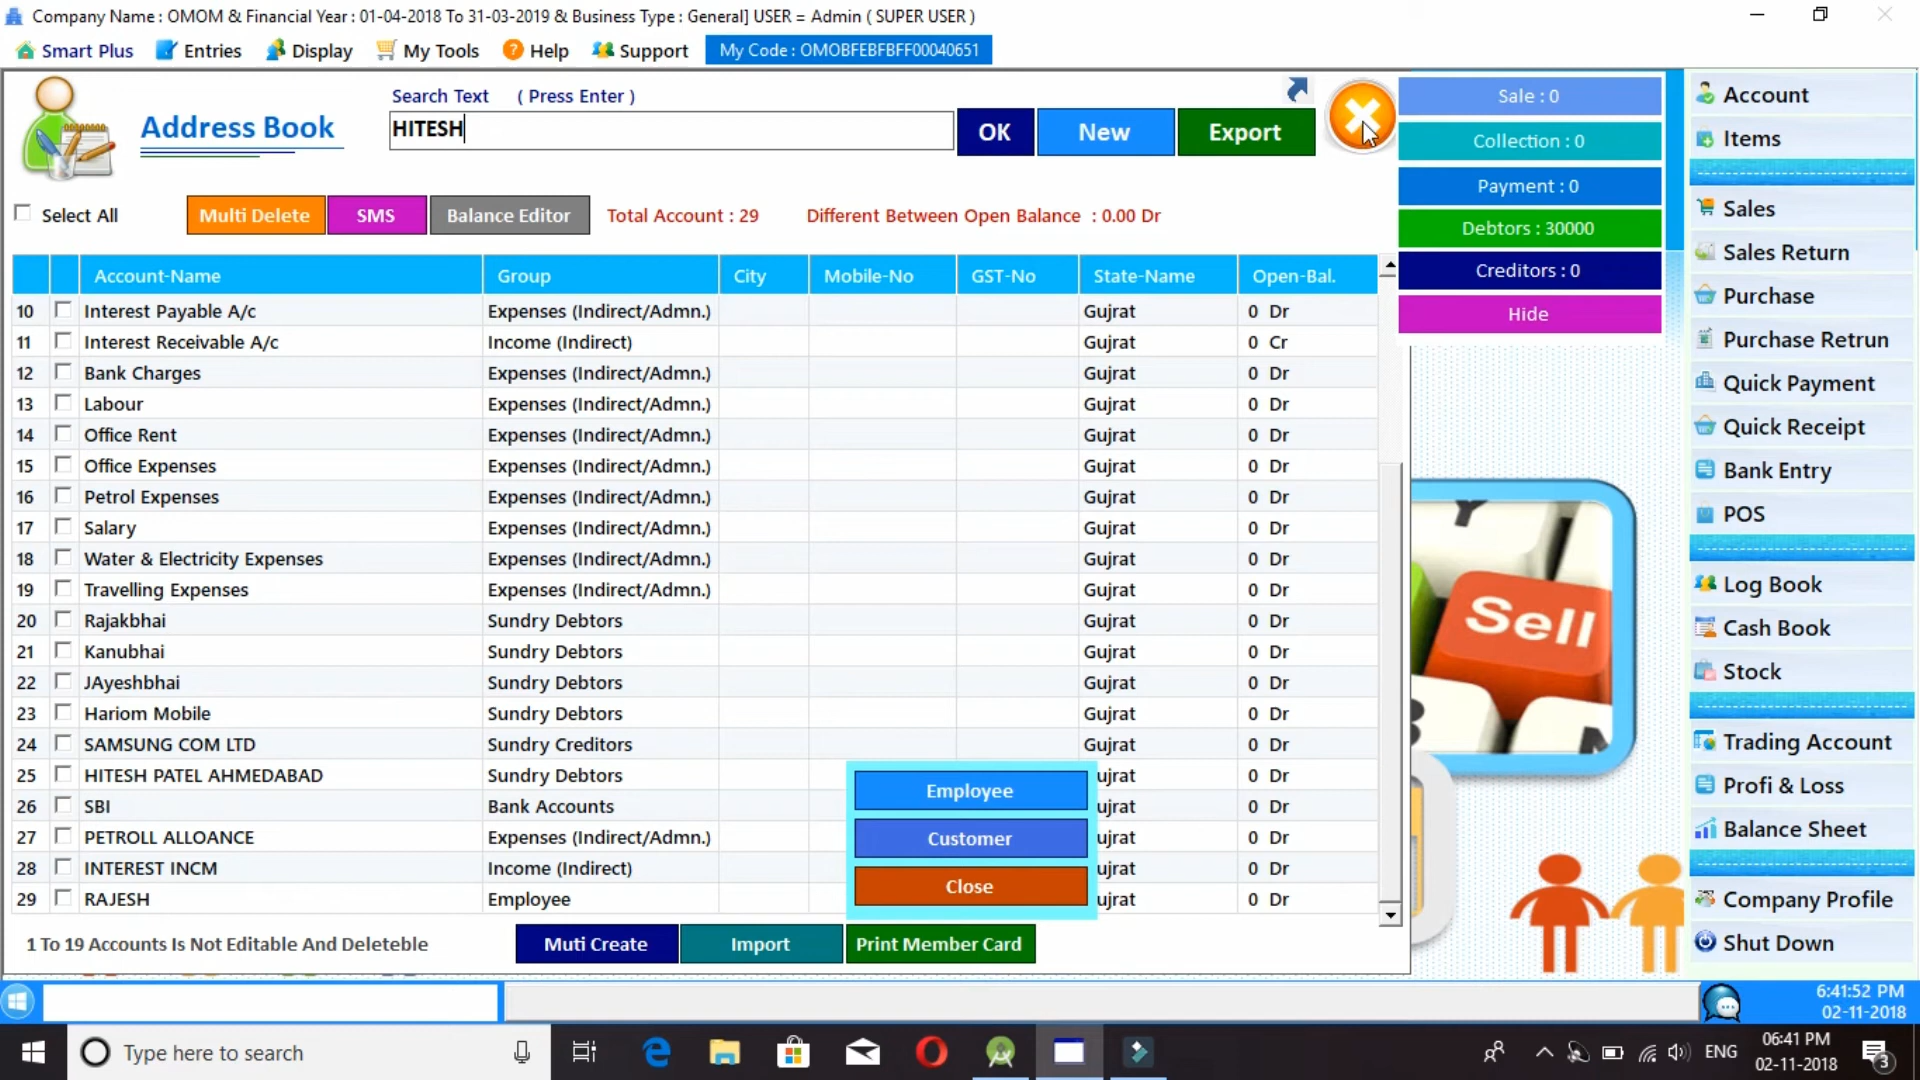 Company Name : OMOM & Financial Year : 01-04-2018 To 31-03-2019 & Business Type : General] USER = Admin ( SUPER USER )
Smart Plus Entries Display My Tools Help Support My Code : OMOBFEBFBFF00040651
Search Text ( Press Enter )
Address Book
HITESH
OK New Export
Select All Multi Delete SMS Balance Editor Total Account : 29 Different Between Open Balance : 0.00 Dr
Account-Name Group City Mobile-No GST-No State-Name Open-Bal.
10 Interest Payable A/c Expenses (Indirect/Admn.) Gujrat 0 Dr
11 Interest Receivable A/c Income (Indirect) Gujrat 0 Cr
12 Bank Charges Expenses (Indirect/Admn.) Gujrat 0 Dr
13 Labour Expenses (Indirect/Admn.) Gujrat 0 Dr
14 Office Rent Expenses (Indirect/Admn.) Gujrat 0 Dr
15 Office Expenses Expenses (Indirect/Admn.) Gujrat 0 Dr
16 Petrol Expenses Expenses (Indirect/Admn.) Gujrat 0 Dr
17 Salary Expenses (Indirect/Admn.) Gujrat 0 Dr
18 Water & Electricity Expenses Expenses (Indirect/Admn.) Gujrat 0 Dr
19 Travelling Expenses Expenses (Indirect/Admn.) Gujrat 0 Dr
20 Rajakbhai Sundry Debtors Gujrat 0 Dr
21 Kanubhai Sundry Debtors Gujrat 0 Dr
22 JAyeshbhai Sundry Debtors Gujrat 0 Dr
23 Hariom Mobile Sundry Debtors Gujrat 0 Dr
24 SAMSUNG COM LTD Sundry Creditors Gujrat 0 Dr
25 HITESH PATEL AHMEDABAD Sundry Debtors ujrat 0 Dr
26 SBI Bank Accounts ujrat 0 Dr
27 PETROLL ALLOANCE Expenses (Indirect/Admn.) ujrat 0 Dr
28 INTEREST INCM Income (Indirect) ujrat 0 Dr
29 RAJESH Employee ujrat 0 Dr
Employee
Customer
Close
1 To 19 Accounts Is Not Editable And Deleteble Muti Create Import Print Member Card
Sale : 0
Collection : 0
Payment : 0
Debtors : 30000
Creditors : 0
Hide
Y
Sell
Account
Items
Sales
Sales Return
Purchase
Purchase Retrun
Quick Payment
Quick Receipt
Bank Entry
POS
Log Book
Cash Book
Stock
Trading Account
Profi & Loss
Balance Sheet
Company Profile
Shut Down
6:41:52 PM
02-11-2018
Type here to search
ENG
06:41 PM
02-11-2018
3